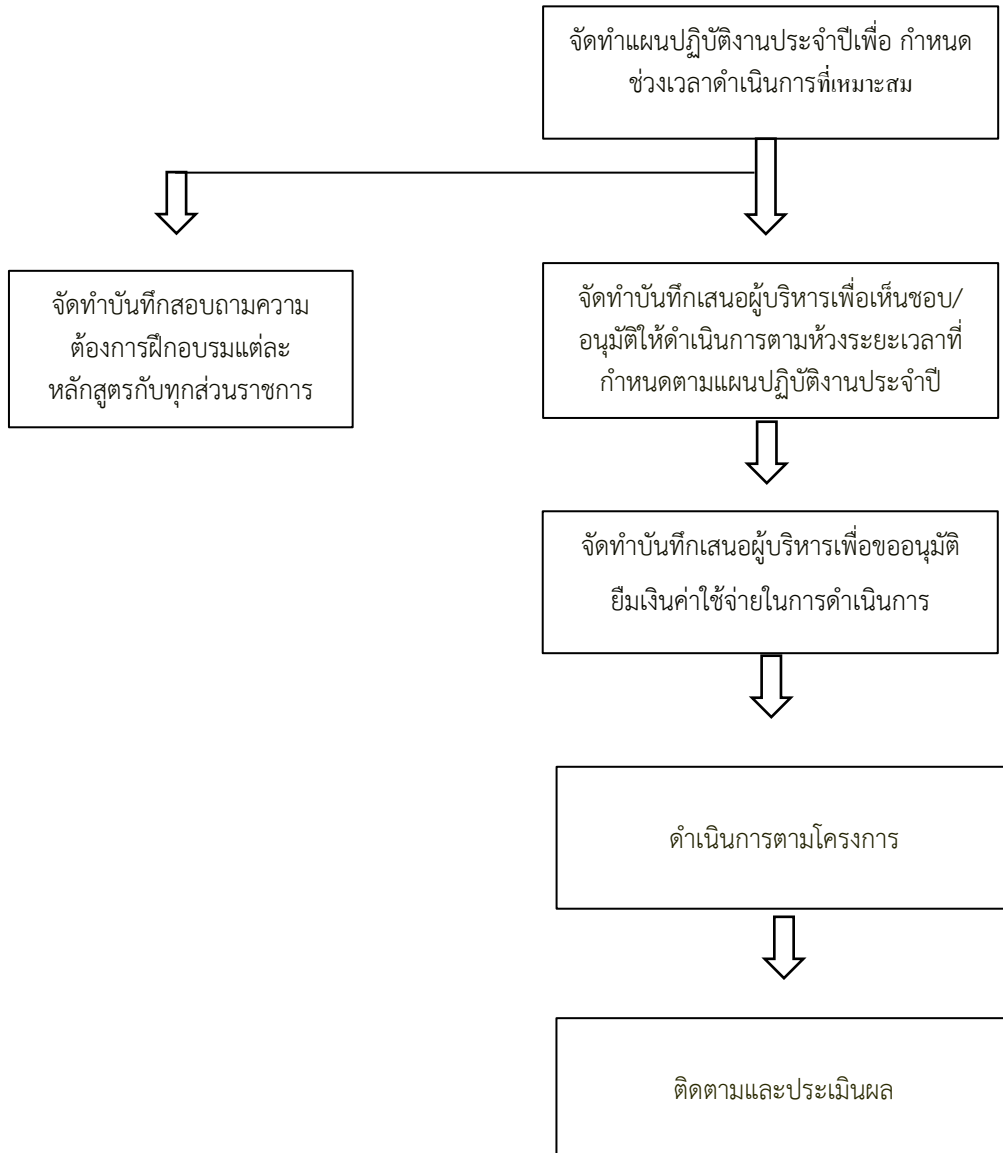 จัดทำแผนปฏิบัติงานประจำปีเพื่อ กำหนด
ช่วงเวลาดำเนินการที่เหมาะสม
จัดทำบันทึกสอบถามความ
ต้องการฝึกอบรมแต่ละ
หลักสูตรกับทุกส่วนราชการ
จัดทำบันทึกเสนอผู้บริหารเพื่อเห็นชอบ/
อนุมัติให้ดำเนินการตามห้วงระยะเวลาที่
กำหนดตามแผนปฏิบัติงานประจำปี
จัดทำบันทึกเสนอผู้บริหารเพื่อขออนุมัติ
ยืมเงินค่าใช้จ่ายในการดำเนินการ
ดำเนินการตามโครงการ
ติดตามและประเมินผล